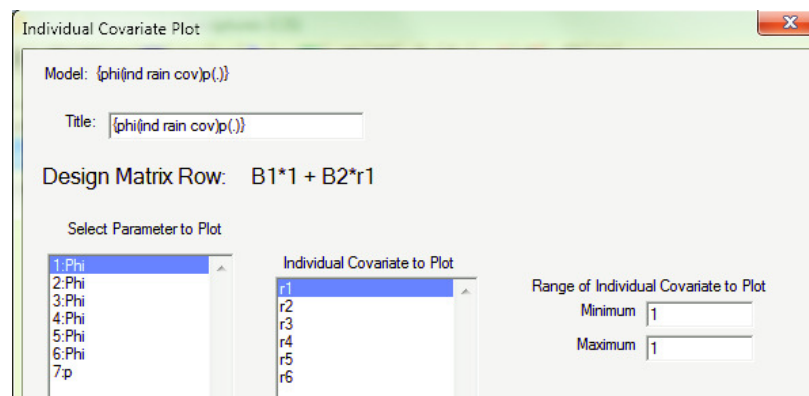 Individual Covariate Plot
Model: {phi(ind rain cov)p(.)}
Title: {phi(ind rain cov)p(.)}
Design Matrix Row: B1*1 + B2*r1
Select Parameter to Plot
1:Phi
2:Phi
3:Phi
4:Phi
5:Phi
6:Phi
7:p
Individual Covariate to Plot
r1
r2
r3
r4
r5
r6
Range of Individual Covariate to Plot
Minimum 1
Maximum 1